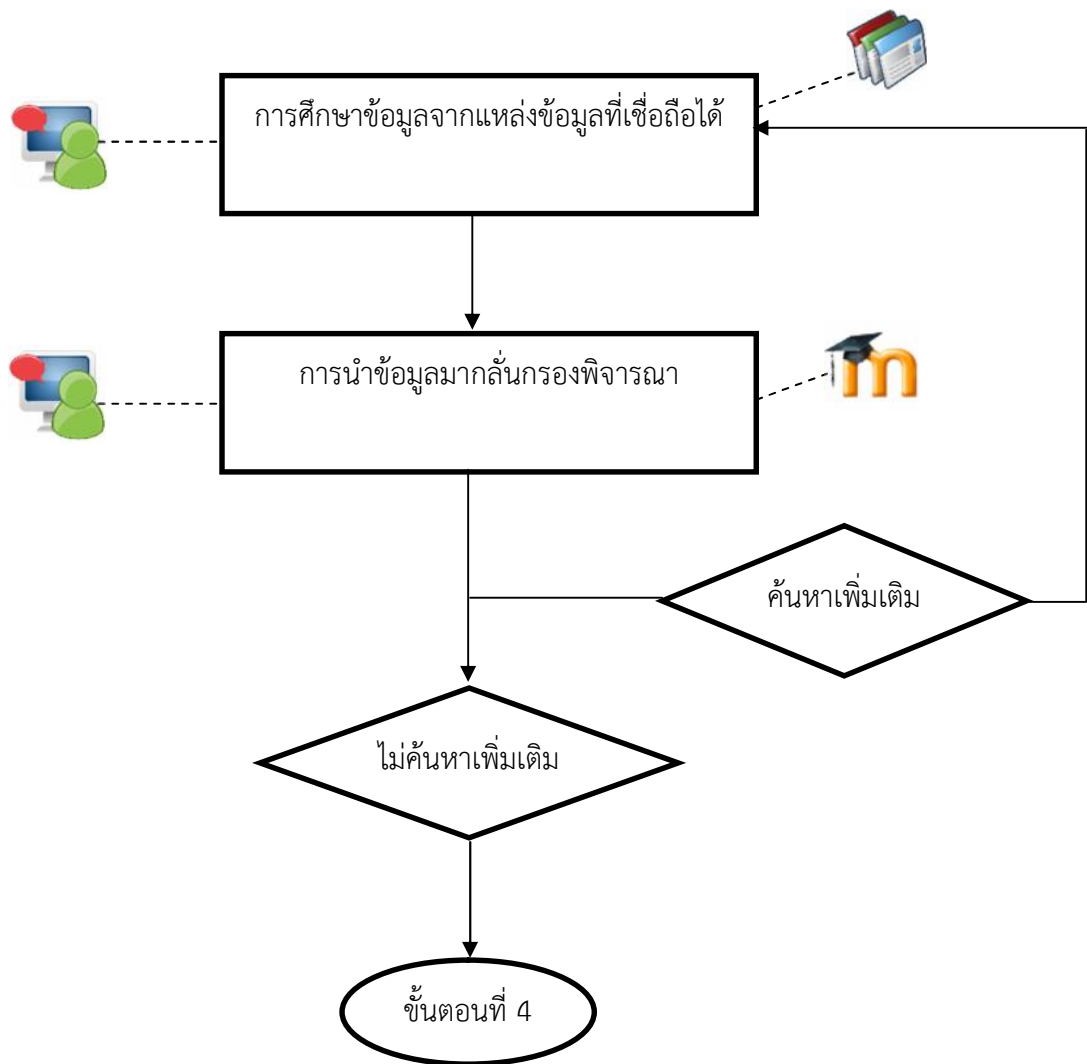 การศึกษาข้อมูลจากแหล่งข้อมูลที่เชื่อถือได้
การนำข้อมูลมากลั่นกรองพิจารณา
ค้นหาเพิ่มเติม
ไม่ค้นหาเพิ่มเติม
ขั้นตอนที่ 4